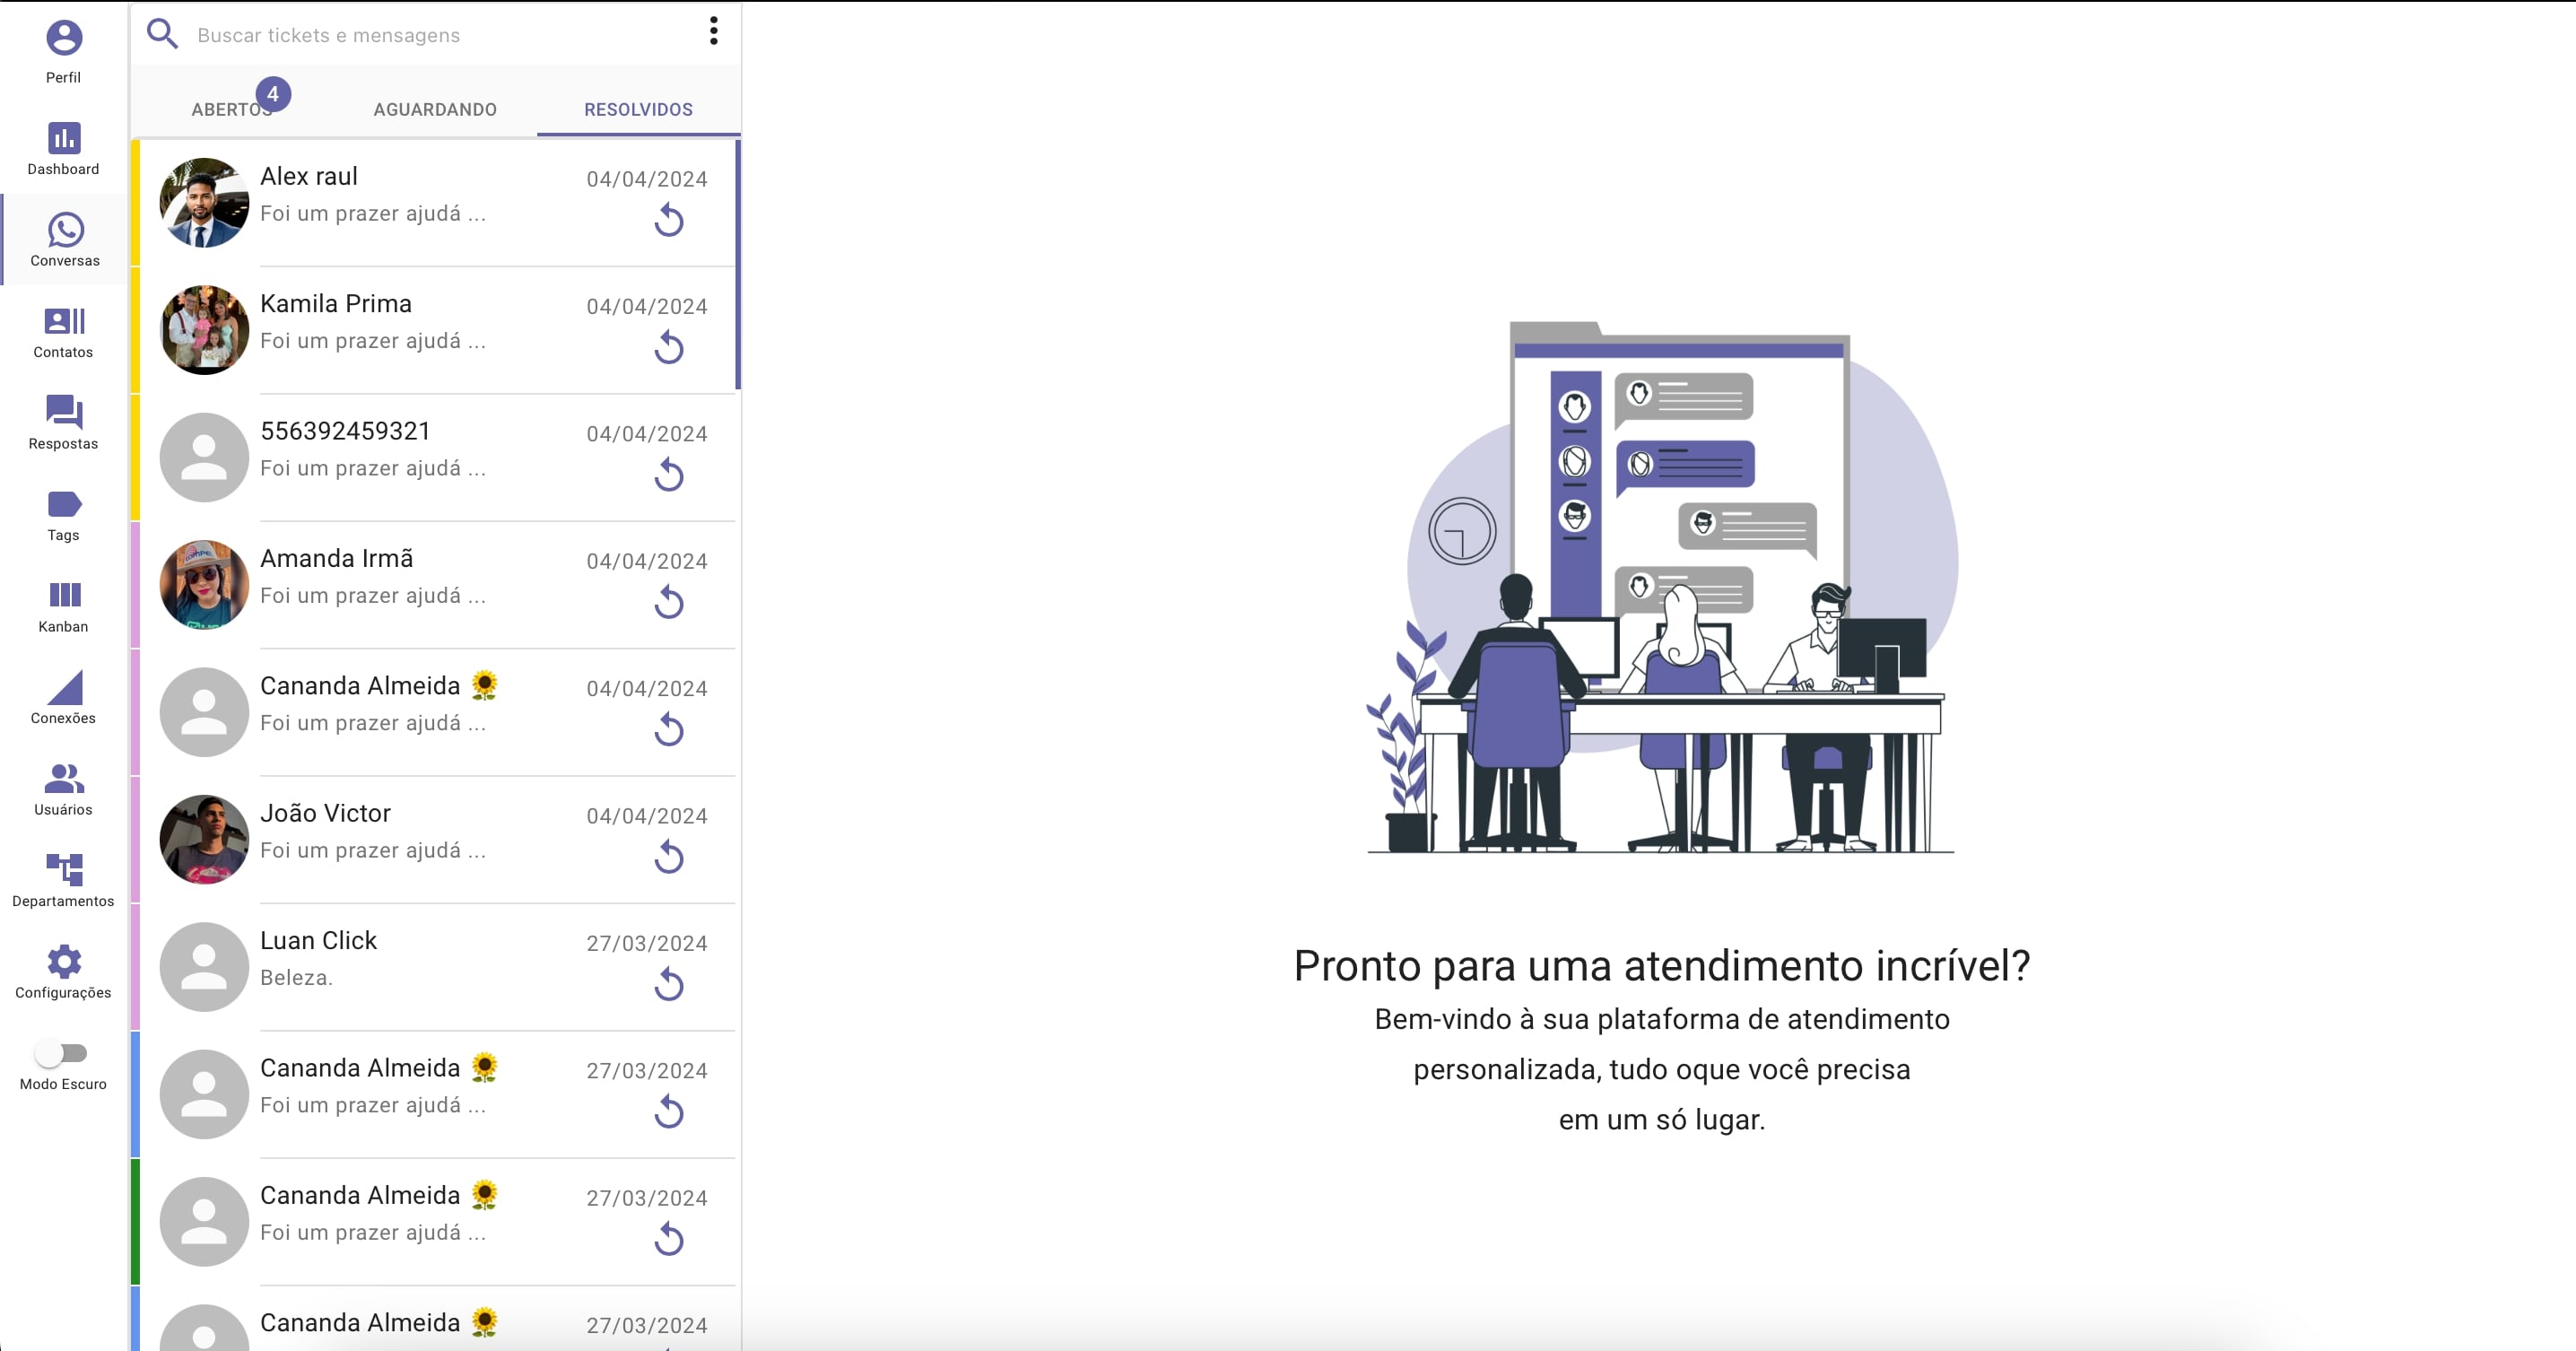 Perfil
Dashboard
Conversas
Contatos
Respostas
Tags
Kanban
Conexões
Usuários
Departamentos
Configurações
Modo Escuro
Buscar tickets e mensagens
ABERTOS 4
AGUARDANDO
RESOLVIDOS
Alex raul 04/04/2024
Foi um prazer ajudá ...
Kamila Prima 04/04/2024
Foi um prazer ajudá ...
556392459321 04/04/2024
Foi um prazer ajudá ...
Amanda Irmã 04/04/2024
Foi um prazer ajudá ...
Cananda Almeida 🌻 04/04/2024
Foi um prazer ajudá ...
João Victor 04/04/2024
Foi um prazer ajudá ...
Luan Click 27/03/2024
Beleza.
Cananda Almeida 🌻 27/03/2024
Foi um prazer ajudá ...
Cananda Almeida 🌻 27/03/2024
Foi um prazer ajudá ...
Cananda Almeida 🌻 27/03/2024
Pronto para uma atendimento incrível?
Bem-vindo à sua plataforma de atendimento
personalizada, tudo oque você precisa
em um só lugar.